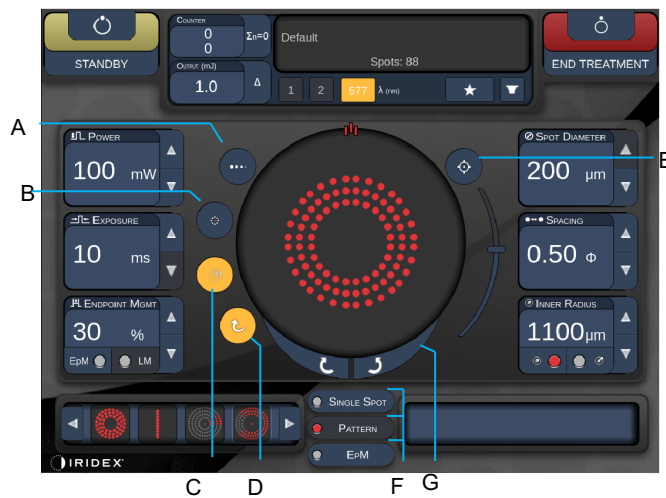 COUNTER
0
0
Σn=0
OUTPUT (MJ)
1.0
Δ
Default
Spots: 88
1
2
577
λ (nm)
STANDBY
END TREATMENT
A
B
E
POWER
100 mW
EXPOSURE
10 ms
ENDPOINT MGMT
30 %
EpM
LM
SPOT DIAMETER
200 µm
SPACING
0.50 Φ
INNER RADIUS
1100µm
SINGLE SPOT
PATTERN
EPM
IRIDEX
C
D
F
G